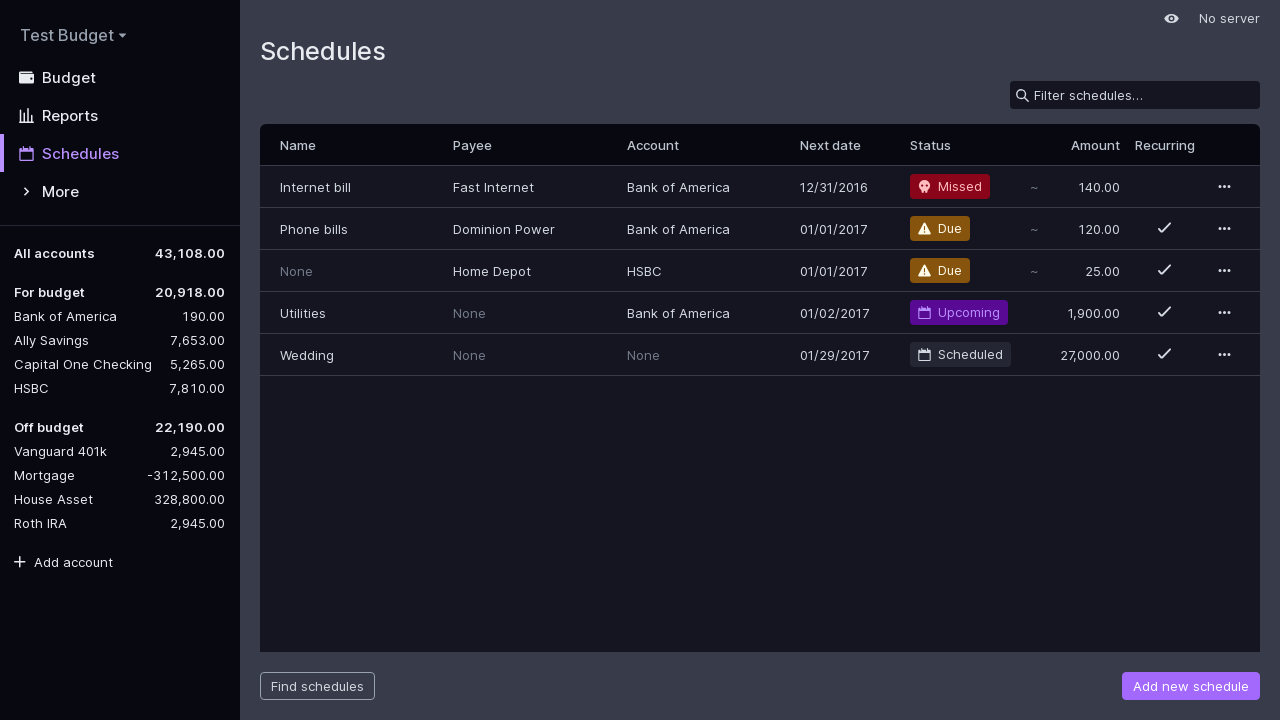 Test Budget
Budget
Reports
Schedules
More
All accounts 43,108.00
For budget 20,918.00
Bank of America 190.00
Ally Savings 7,653.00
Capital One Checking 5,265.00
HSBC 7,810.00
Off budget 22,190.00
Vanguard 401k 2,945.00
Mortgage -312,500.00
House Asset 328,800.00
Roth IRA 2,945.00
Add account
No server
Schedules
Filter schedules...
Name Payee Account Next date Status Amount Recurring
Internet bill Fast Internet Bank of America 12/31/2016 Missed ~ 140.00
Phone bills Dominion Power Bank of America 01/01/2017 Due ~ 120.00
None Home Depot HSBC 01/01/2017 Due ~ 25.00
Utilities None Bank of America 01/02/2017 Upcoming 1,900.00
Wedding None None 01/29/2017 Scheduled 27,000.00
Find schedules
Add new schedule